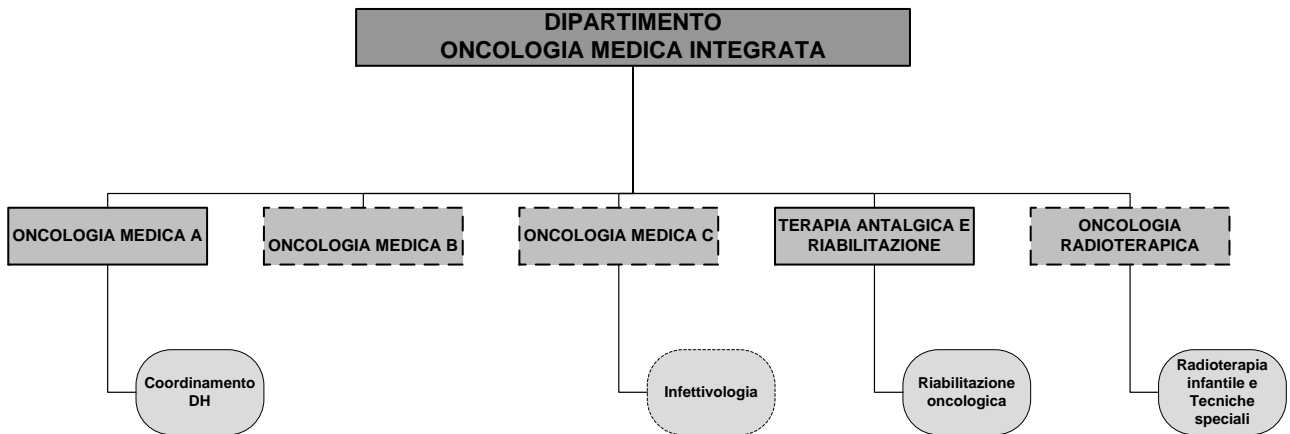 DIPARTIMENTO
ONCOLOGIA MEDICA INTEGRATA
ONCOLOGIA MEDICA A
ONCOLOGIA MEDICA B
ONCOLOGIA MEDICA C
TERAPIA ANTALGICA E
RIABILITAZIONE
ONCOLOGIA
RADIOTERAPICA
Coordinamento
DH
Infettivologia
Riabilitazione
oncologica
Radioterapia
infantile e
Tecniche
speciali